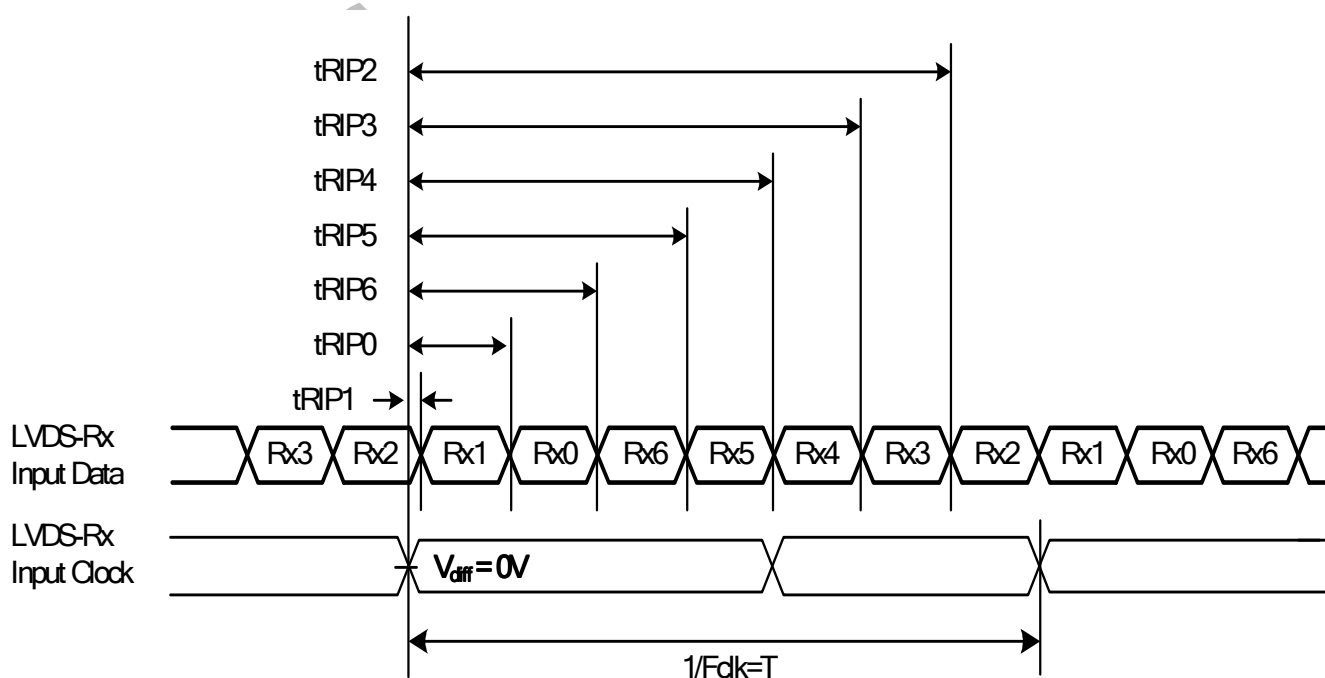 tRIP2
tRIP3
tRIP4
tRIP5
tRIP6
tRIP0
tRIP1
LVDS-Rx
Input Data
Rx3 Rx2 Rx1 Rx0 Rx6 Rx5 Rx4 Rx3 Rx2 Rx1 Rx0 Rx6
LVDS-Rx
Input Clock
Vdiff = 0V
1/Fclk=T